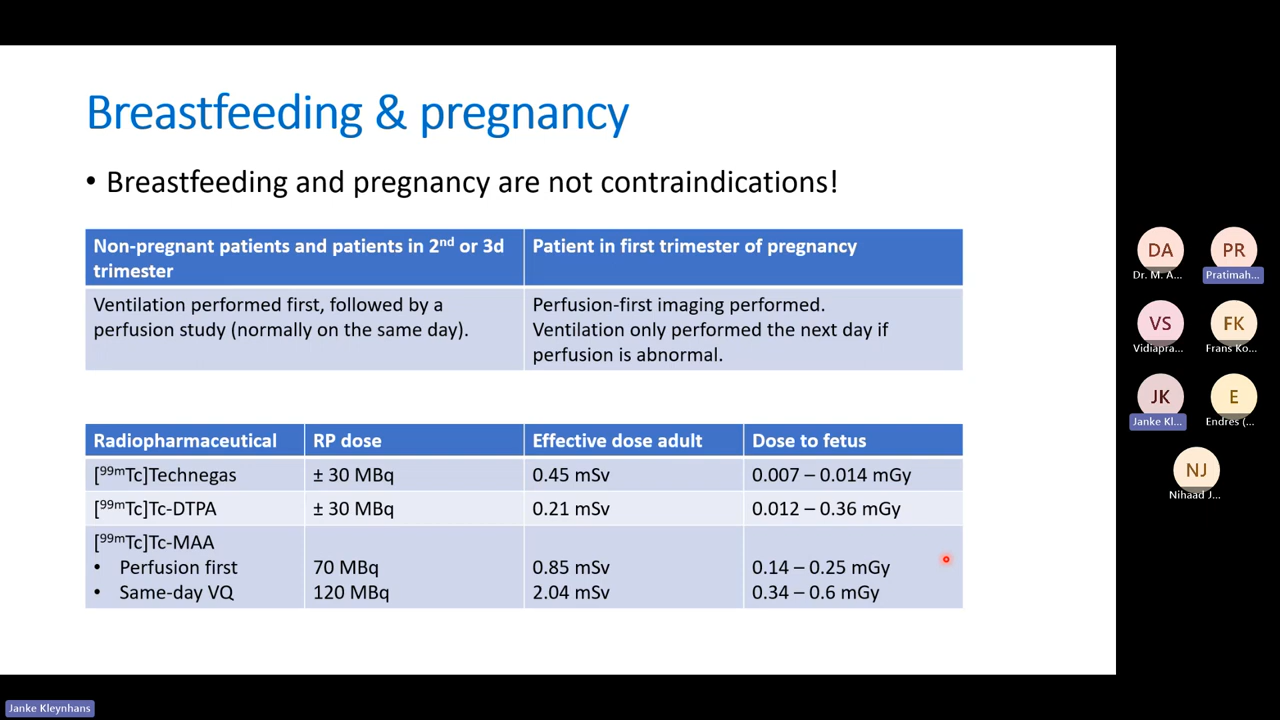 Breastfeeding & pregnancy
• Breastfeeding and pregnancy are not contraindications!
Non-pregnant patients and patients in 2nd or 3d
trimester
Patient in first trimester of pregnancy
Ventilation performed first, followed by a
perfusion study (normally on the same day).
Perfusion-first imaging performed.
Ventilation only performed the next day if
perfusion is abnormal.
Radiopharmaceutical RP dose Effective dose adult Dose to fetus
[99mTc]Technegas ± 30 MBq 0.45 mSv 0.007 – 0.014 mGy
[99mTc]Tc-DTPA ± 30 MBq 0.21 mSv 0.012 – 0.36 mGy
[99mTc]Tc-MAA
• Perfusion first 70 MBq 0.85 mSv 0.14 – 0.25 mGy
• Same-day VQ 120 MBq 2.04 mSv 0.34 – 0.6 mGy
DA PR
Dr. M. A... Pratimah...
VS FK
Vidiapra... Frans Ko...
JK E
Janke Kl... Endres (...
NJ
Nihaad J...
Janke Kleynhans